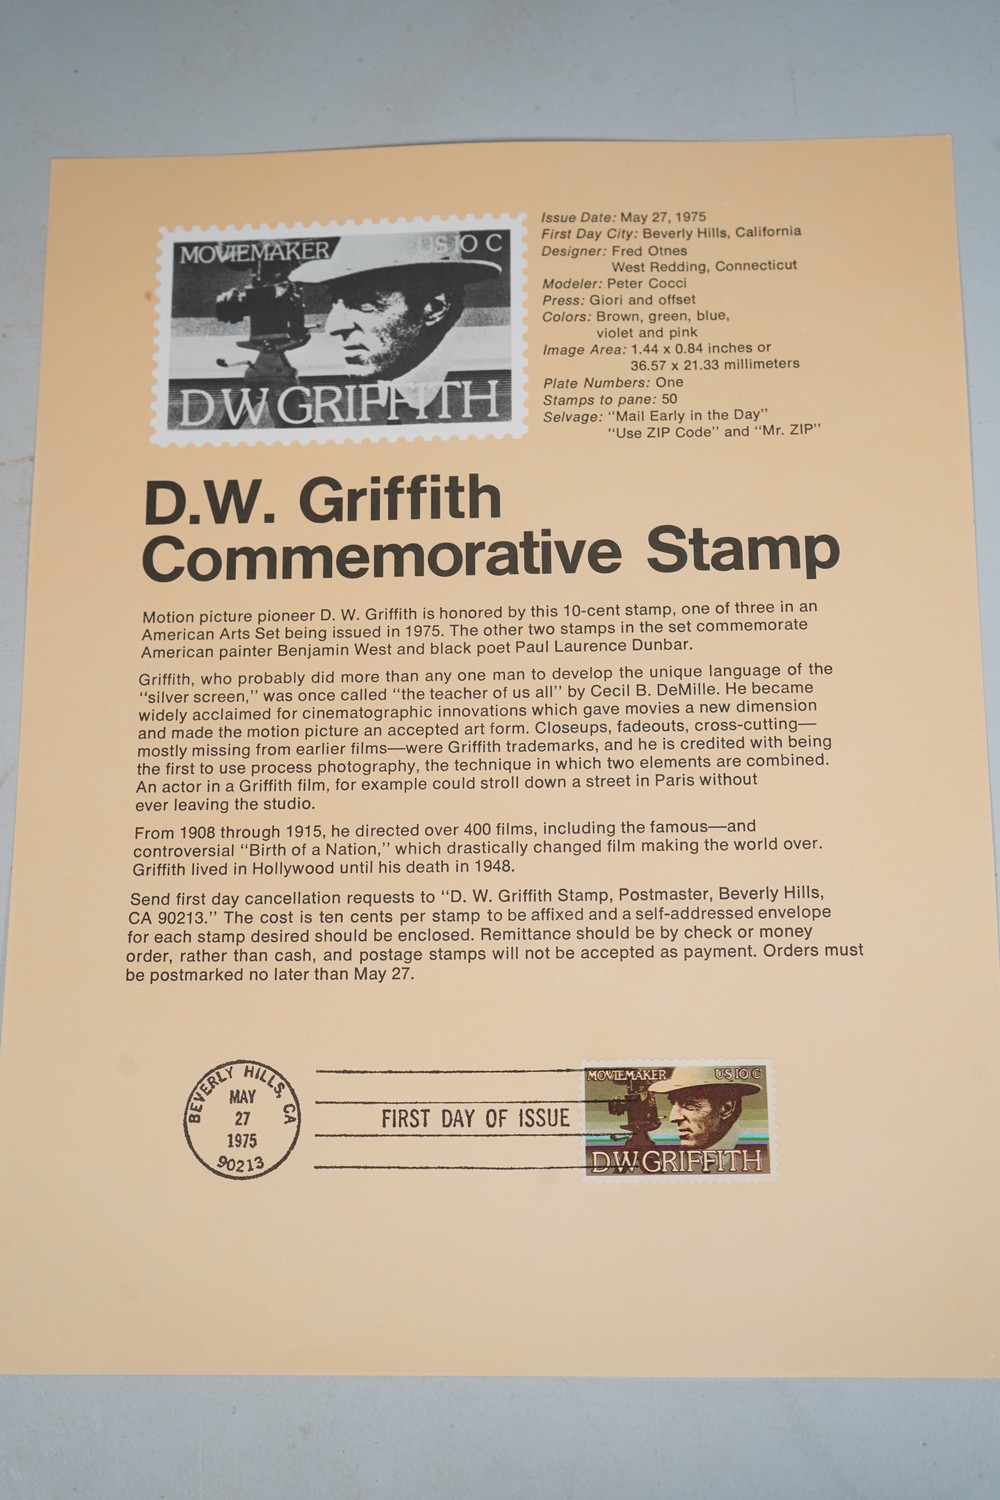 MOVIEMAKER US 10 C
D W GRIFFITH
Issue Date: May 27, 1975
First Day City: Beverly Hills, California
Designer: Fred Otnes
West Redding, Connecticut
Modeler: Peter Cocci
Press: Giori and offset
Colors: Brown, green, blue,
violet and pink
Image Area: 1.44 x 0.84 inches or
36.57 x 21.33 millimeters
Plate Numbers: One
Stamps to pane: 50
Selvage: "Mail Early in the Day"
"Use ZIP Code" and "Mr. ZIP"
D.W. Griffith
Commemorative Stamp
Motion picture pioneer D. W. Griffith is honored by this 10-cent stamp, one of three in an
American Arts Set being issued in 1975. The other two stamps in the set commemorate
American painter Benjamin West and black poet Paul Laurence Dunbar.
Griffith, who probably did more than any one man to develop the unique language of the
"silver screen," was once called "the teacher of us all" by Cecil B. DeMille. He became
widely acclaimed for cinematographic innovations which gave movies a new dimension
and made the motion picture an accepted art form. Closeups, fadeouts, cross-cutting—
mostly missing from earlier films—were Griffith trademarks, and he is credited with being
the first to use process photography, the technique in which two elements are combined.
An actor in a Griffith film, for example could stroll down a street in Paris without
ever leaving the studio.
From 1908 through 1915, he directed over 400 films, including the famous—and
controversial "Birth of a Nation," which drastically changed film making the world over.
Griffith lived in Hollywood until his death in 1948.
Send first day cancellation requests to "D. W. Griffith Stamp, Postmaster, Beverly Hills,
CA 90213." The cost is ten cents per stamp to be affixed and a self-addressed envelope
for each stamp desired should be enclosed. Remittance should be by check or money
order, rather than cash, and postage stamps will not be accepted as payment. Orders must
be postmarked no later than May 27.
BEVERLY HILLS, CA
MAY
27
1975
90213
FIRST DAY OF ISSUE
MOVIEMAKER US 10 C
D W GRIFFITH